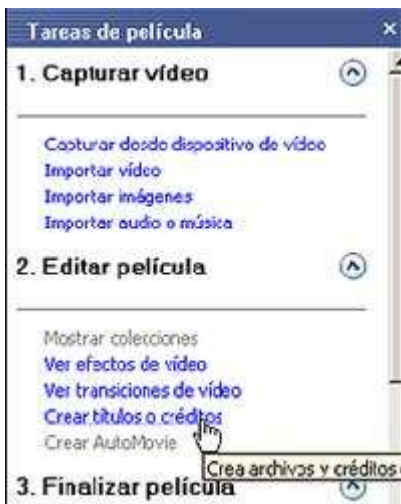 Tareas de película
1. Capturar vídeo
Capturar desde dispositivo de vídeo
Importar vídeo
Importar imágenes
Importar audio o música
2. Editar película
Mostrar colecciones
Ver efectos de vídeo
Ver transiciones de vídeo
Crear títulos o créditos
Crear AutoMovie
Crea archivos y créditos
3. Finalizar película